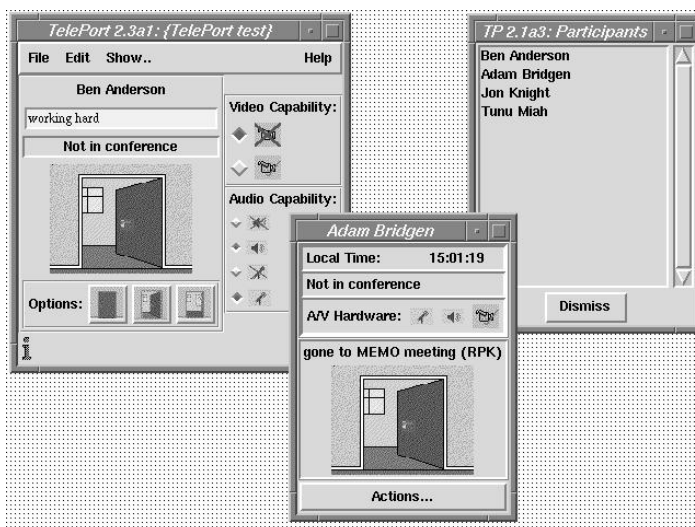 TelePort 2.3a1: {TelePort test}
File Edit Show.. Help
Ben Anderson
working hard
Not in conference
Options:
Video Capability:
Audio Capability:
Adam Bridgen
Local Time: 15:01:19
Not in conference
A/V Hardware:
gone to MEMO meeting (RPK)
Actions...
TP 2.1a3: Participants
Ben Anderson
Adam Bridgen
Jon Knight
Tunu Miah
Dismiss